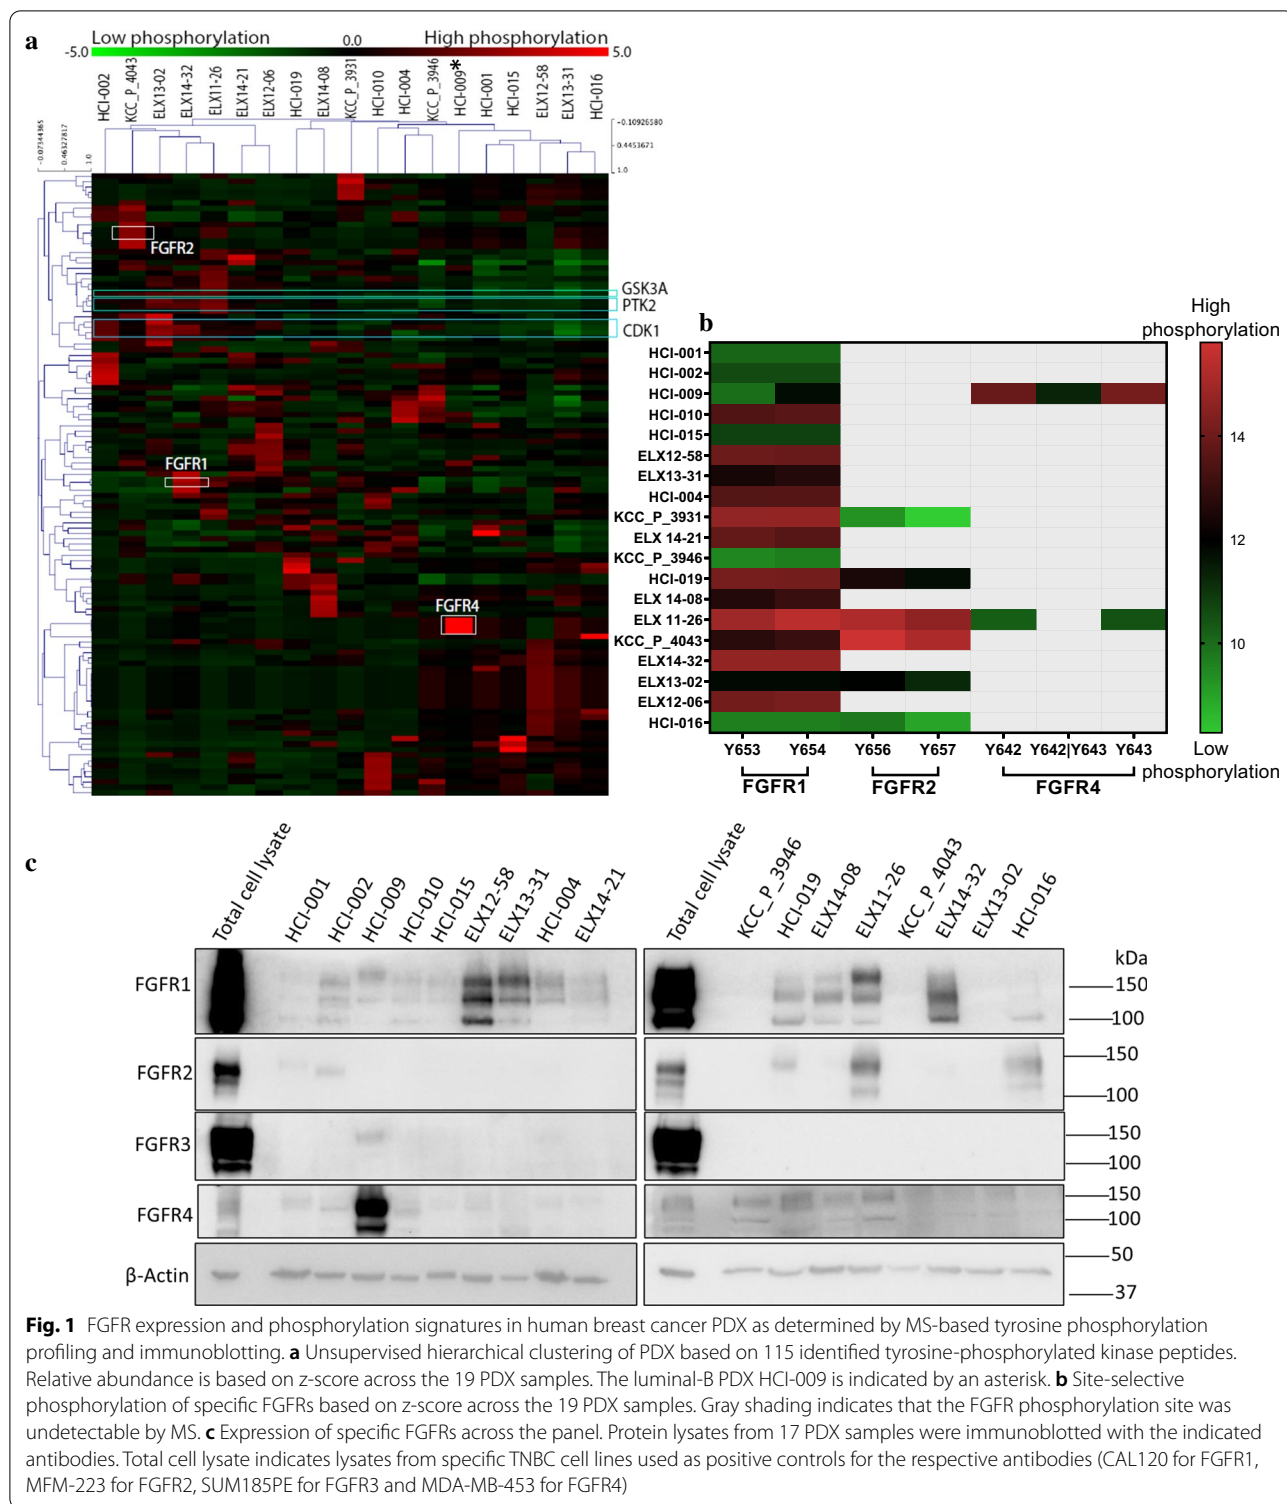 a
Low phosphorylation 0.0 High phosphorylation
-5.0 5.0
HCI-002
KCC_P_4043
ELX13-02
ELX14-32
ELX11-26
ELX14-21
ELX12-06
HCI-019
ELX14-08
KCC_P_3931
HCI-010
HCI-004
KCC_P_3946
HCI-009*
HCI-001
HCI-015
ELX12-58
ELX13-31
HCI-016
-0.07344365
0.46327817
1.0
-0.10926580
0.4453671
1.0
FGFR2
GSK3A
PTK2
CDK1
FGFR1
FGFR4
b
High
phosphorylation
HCI-001
HCI-002
HCI-009
HCI-010
HCI-015
ELX12-58
ELX13-31
HCI-004
KCC_P_3931
ELX 14-21
KCC_P_3946
HCI-019
ELX 14-08
ELX 11-26
KCC_P_4043
ELX14-32
ELX13-02
ELX12-06
HCI-016
14
12
10
Y653 Y654 Y656 Y657 Y642 Y642|Y643 Y643
FGFR1 FGFR2 FGFR4
Low
phosphorylation
c
Total cell lysate
HCI-001
HCI-002
HCI-009
HCI-010
HCI-015
ELX12-58
ELX13-31
HCI-004
ELX14-21
Total cell lysate
KCC_P_3946
HCI-019
ELX14-08
ELX11-26
KCC_P_4043
ELX14-32
ELX13-02
HCI-016
kDa
FGFR1
150
100
FGFR2
150
100
FGFR3
150
100
FGFR4
150
100
β-Actin
50
37
Fig. 1 FGFR expression and phosphorylation signatures in human breast cancer PDX as determined by MS-based tyrosine phosphorylation
profiling and immunoblotting. a Unsupervised hierarchical clustering of PDX based on 115 identified tyrosine-phosphorylated kinase peptides.
Relative abundance is based on z-score across the 19 PDX samples. The luminal-B PDX HCI-009 is indicated by an asterisk. b Site-selective
phosphorylation of specific FGFRs based on z-score across the 19 PDX samples. Gray shading indicates that the FGFR phosphorylation site was
undetectable by MS. c Expression of specific FGFRs across the panel. Protein lysates from 17 PDX samples were immunoblotted with the indicated
antibodies. Total cell lysate indicates lysates from specific TNBC cell lines used as positive controls for the respective antibodies (CAL120 for FGFR1,
MFM-223 for FGFR2, SUM185PE for FGFR3 and MDA-MB-453 for FGFR4)